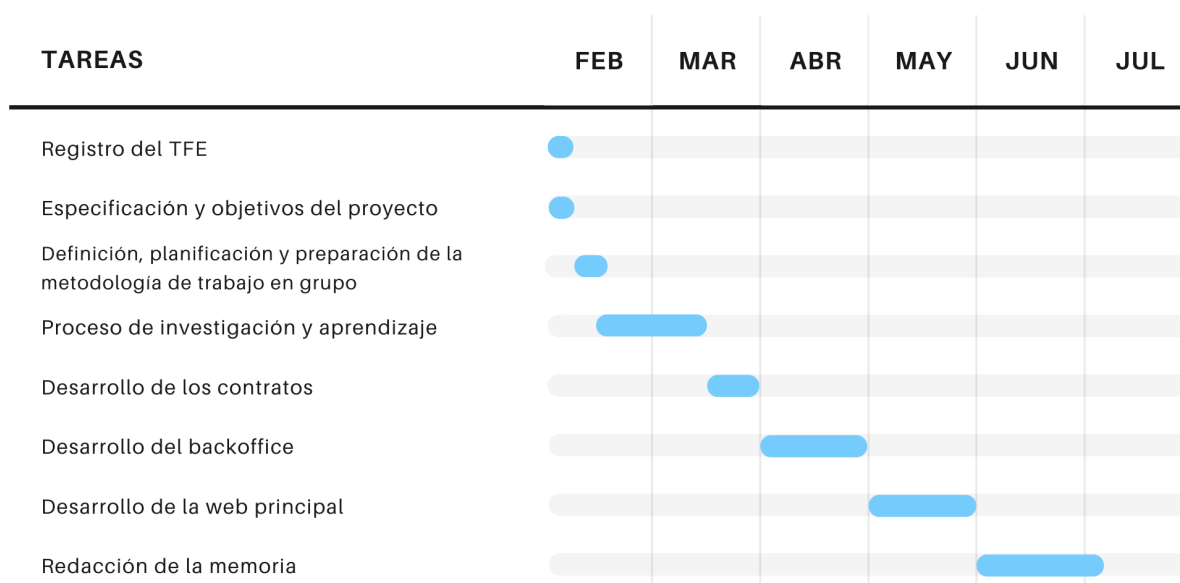 TAREAS FEB MAR ABR MAY JUN JUL
Registro del TFE
Especificación y objetivos del proyecto
Definición, planificación y preparación de la
metodología de trabajo en grupo
Proceso de investigación y aprendizaje
Desarrollo de los contratos
Desarrollo del backoffice
Desarrollo de la web principal
Redacción de la memoria